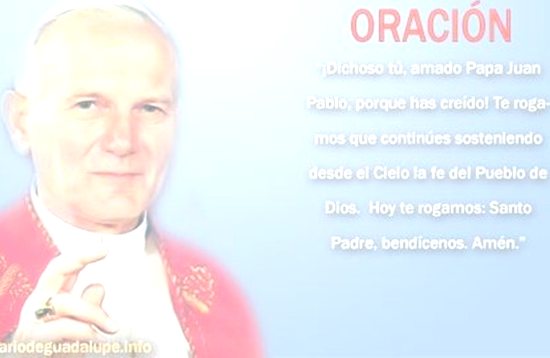 ORACIÓN
¡Dichoso tú, amado Papa Juan
Pablo, porque has creído! Te roga-
mos que continúes sosteniendo
desde el Cielo la fe del Pueblo de
Dios. Hoy te rogamos: Santo
Padre, bendícenos. Amén."
ariodeguadalupe.info